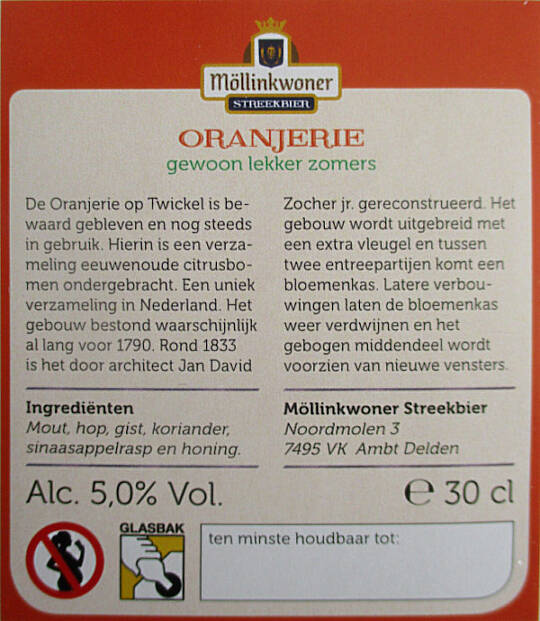 Möllinkwoner
STREEKBIER
ORANJERIE
gewoon lekker zomers
De Oranjerie op Twickel is be-
waard gebleven en nog steeds
in gebruik. Hierin is een verza-
meling eeuwenoude citrusbo-
men ondergebracht. Een uniek
verzameling in Nederland. Het
gebouw bestond waarschijnlijk
al lang voor 1790. Rond 1833
is het door architect Jan David
Zocher jr. gereconstrueerd. Het
gebouw wordt uitgebreid met
een extra vleugel en tussen
twee entreepartijen komt een
bloemenkas. Latere verbou-
wingen laten de bloemenkas
weer verdwijnen en het
gebogen middendeel wordt
voorzien van nieuwe vensters.
Ingrediënten
Mout, hop, gist, koriander,
sinaasappelrasp en honing.
Möllinkwoner Streekbier
Noordmolen 3
7495 VK Ambt Delden
Alc. 5,0% Vol.
℮ 30 cl
GLASBAK
ten minste houdbaar tot: